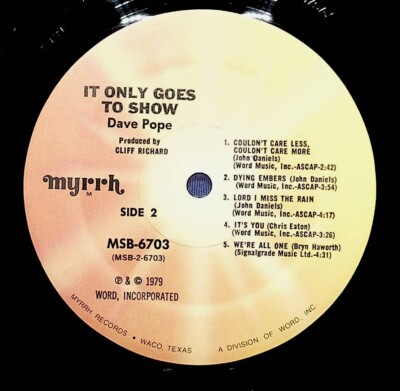 IT ONLY GOES
TO SHOW
Dave Pope
Produced by
CLIFF RICHARD
myrrh
M
SIDE 2
MSB-6703
(MSB-2-6703)
℗ & © 1979
WORD, INCORPORATED
1. COULDN'T CARE LESS,
COULDN'T CARE MORE
(John Daniels)
(Word Music, Inc.-ASCAP-2:42)
2. DYING EMBERS (John Daniels)
(Word Music, Inc.-ASCAP-3:54)
3. LORD I MISS THE RAIN
(John Daniels)
(Word Music, Inc.-ASCAP-4:17)
4. IT'S YOU (Chris Eaton)
(Word Music, Inc.-ASCAP-3:26)
5. WE'RE ALL ONE (Bryn Haworth)
(Signalgrade Music Ltd.-4:31)
MYRRH RECORDS • WACO, TEXAS A DIVISION OF WORD, INC.